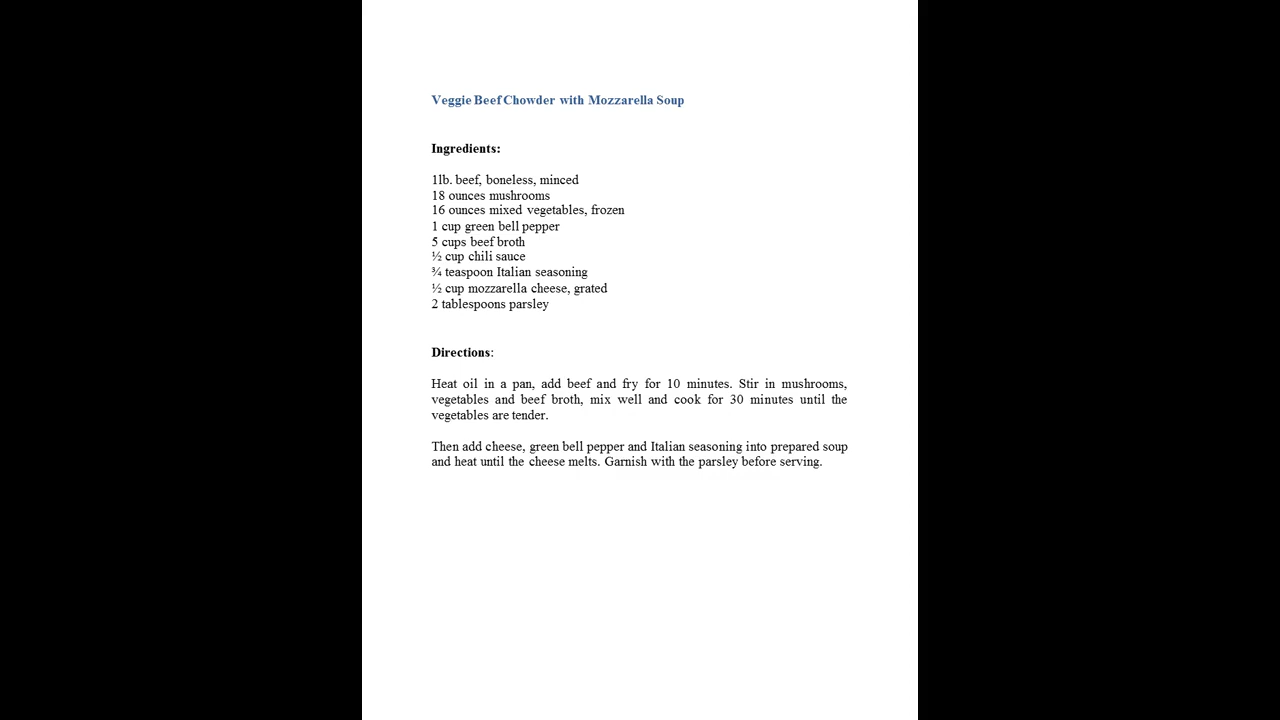 Veggie Beef Chowder with Mozzarella Soup
Ingredients:
1lb. beef, boneless, minced
18 ounces mushrooms
16 ounces mixed vegetables, frozen
1 cup green bell pepper
5 cups beef broth
½ cup chili sauce
¾ teaspoon Italian seasoning
½ cup mozzarella cheese, grated
2 tablespoons parsley
Directions:
Heat oil in a pan, add beef and fry for 10 minutes. Stir in mushrooms,
vegetables and beef broth, mix well and cook for 30 minutes until the
vegetables are tender.
Then add cheese, green bell pepper and Italian seasoning into prepared soup
and heat until the cheese melts. Garnish with the parsley before serving.